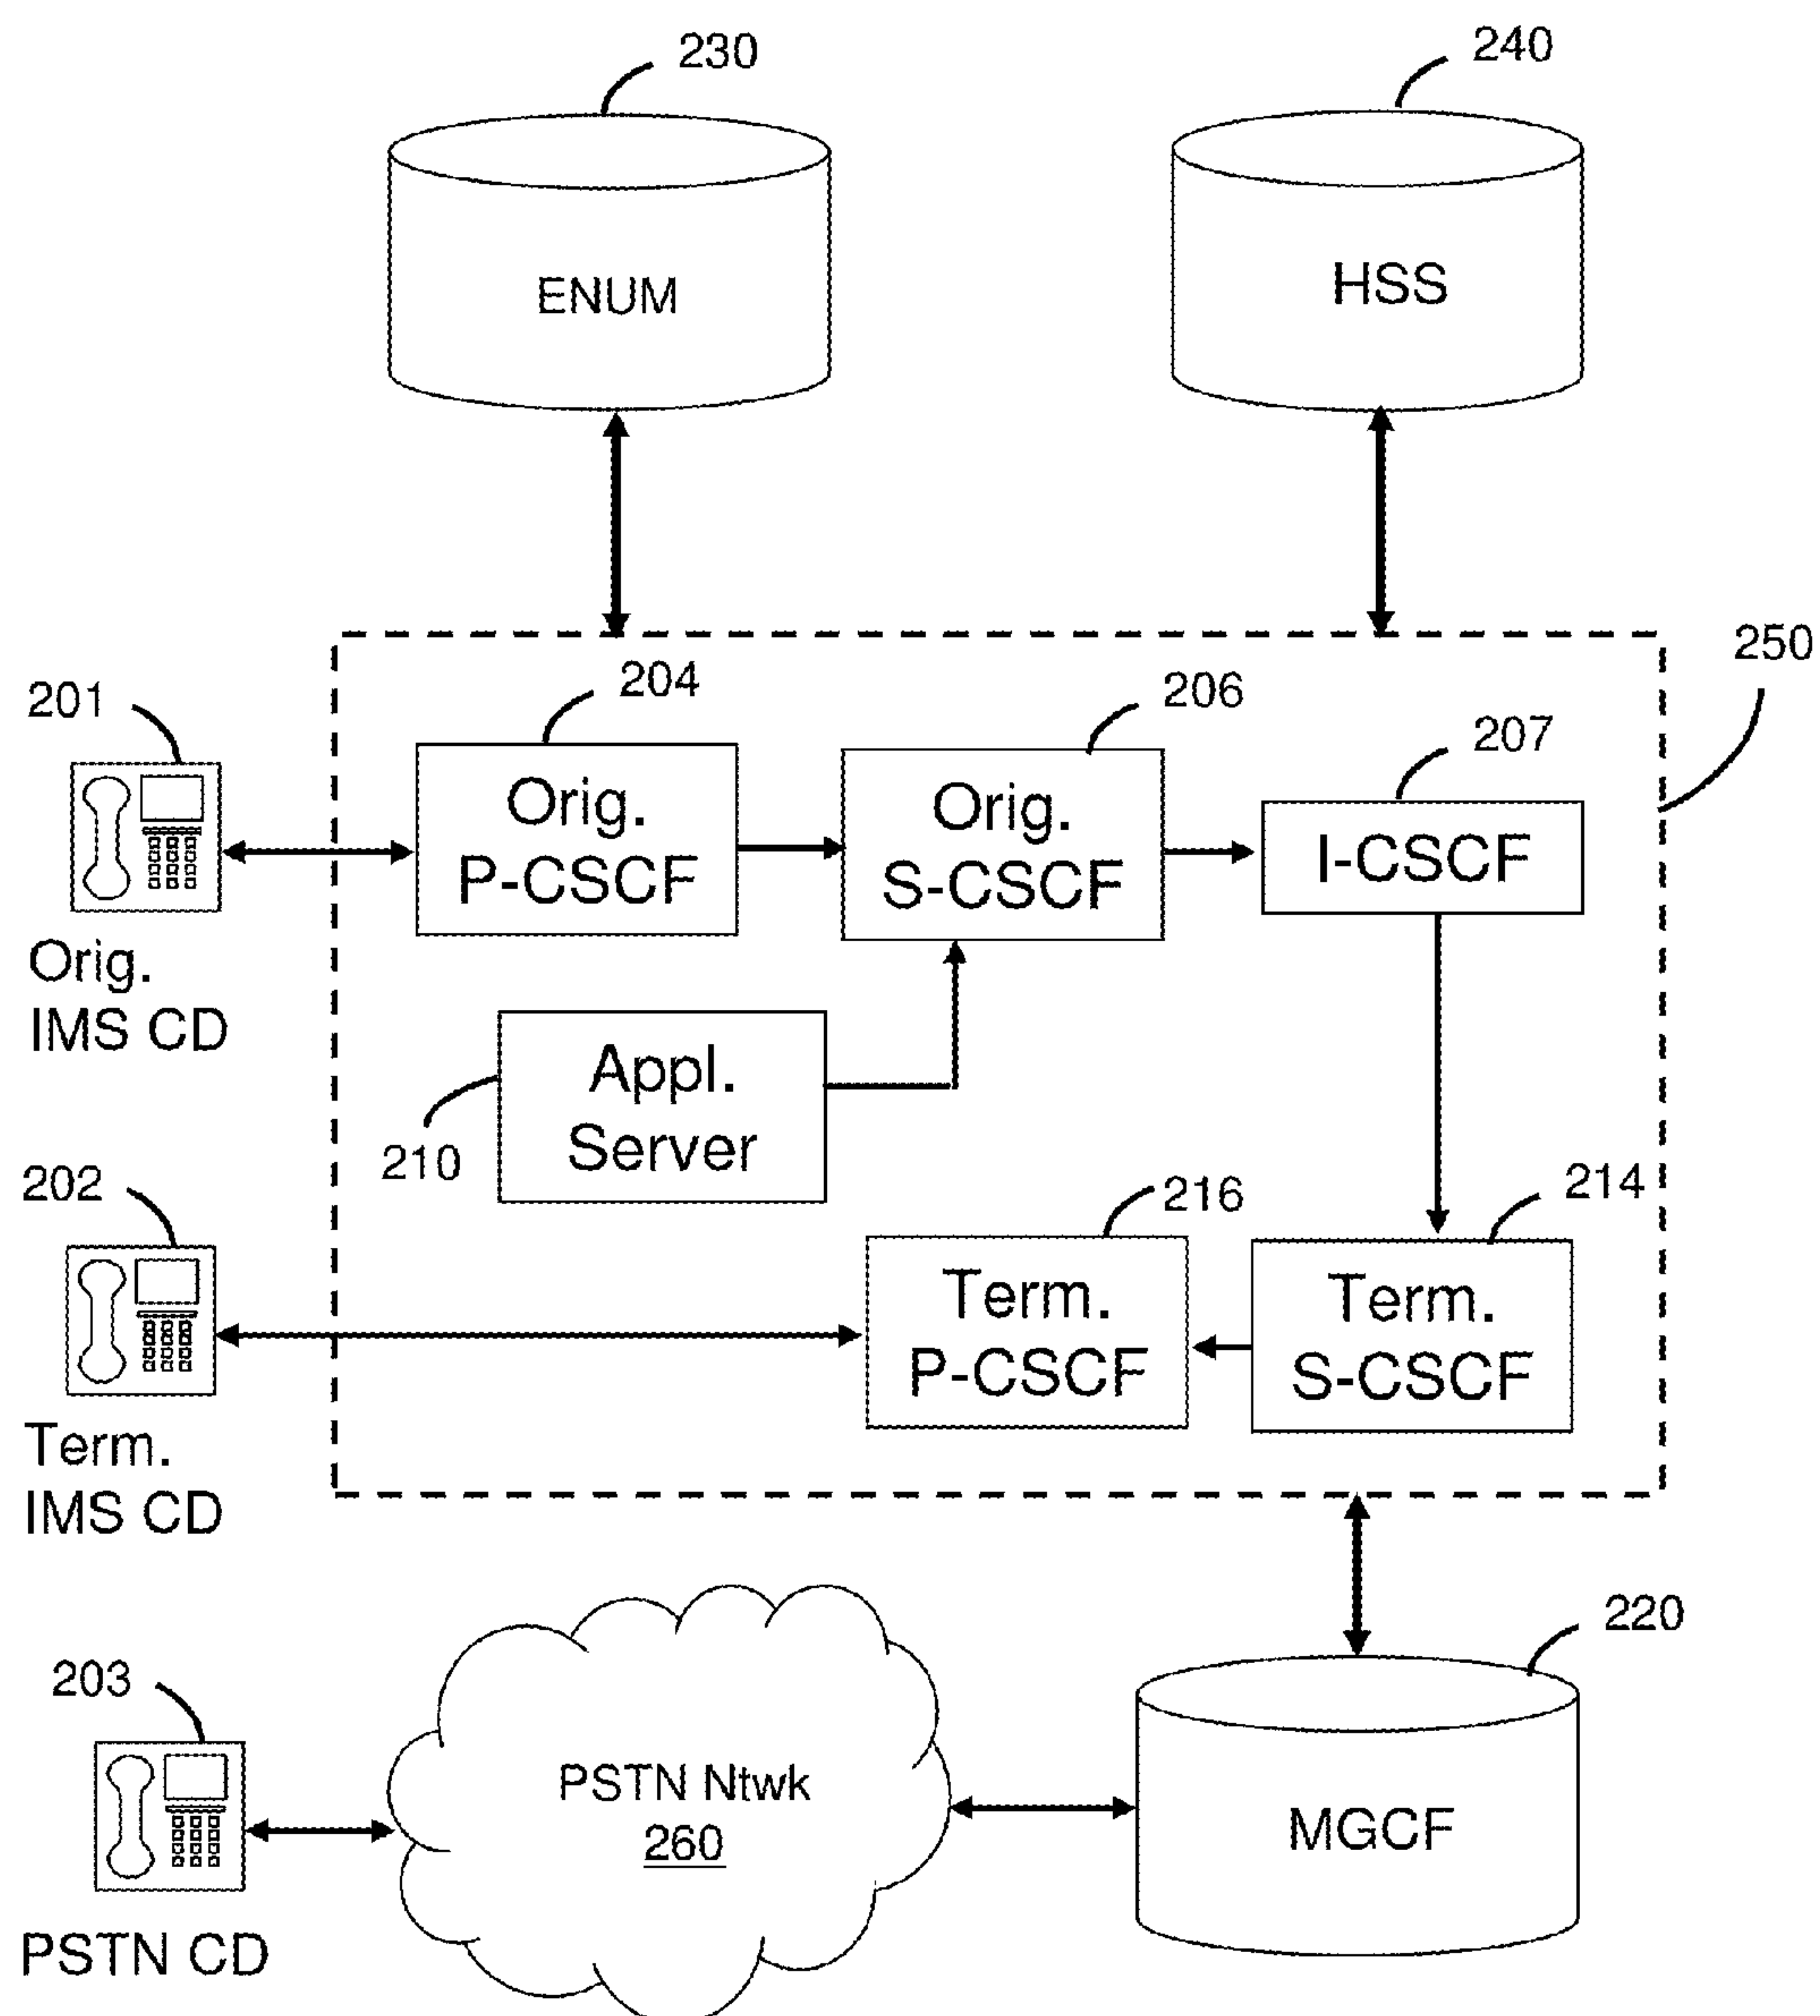 230
240
ENUM
HSS
250
201
204
206
207
Orig.
P-CSCF
Orig.
S-CSCF
I-CSCF
Orig.
IMS CD
Appl.
Server
210
202
216
214
Term.
P-CSCF
Term.
S-CSCF
Term.
IMS CD
220
203
PSTN Ntwk
260
MGCF
PSTN CD